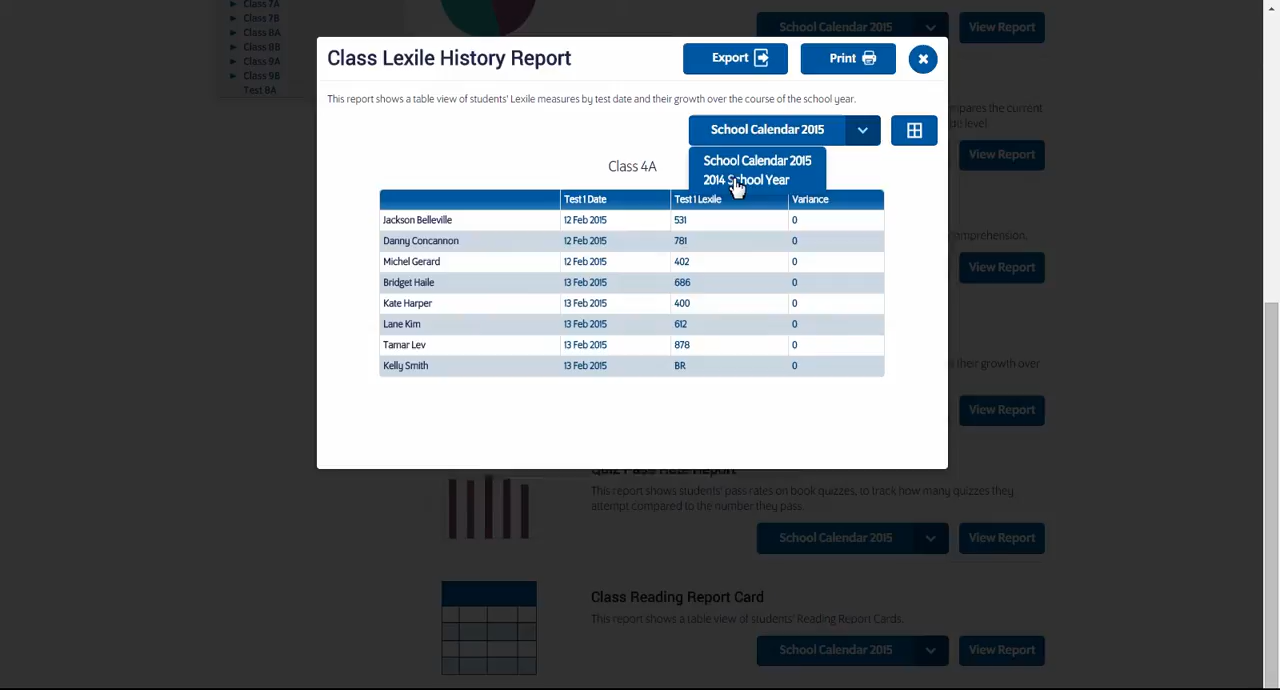 Class 7A
Class 7B
Class 8A
Class 8B
Class 9A
Class 9B
Test 8A
School Calendar 2015
View Report
Class Lexile History Report
Export
Print
This report shows a table view of students' Lexile measures by test date and their growth over the course of the school year.
School Calendar 2015
School Calendar 2015
2014 School Year
Class 4A
Test 1 Date Test 1 Lexile Variance
Jackson Belleville 12 Feb 2015 531 0
Danny Concannon 12 Feb 2015 781 0
Michel Gerard 12 Feb 2015 402 0
Bridget Haile 13 Feb 2015 686 0
Kate Harper 13 Feb 2015 400 0
Lane Kim 13 Feb 2015 612 0
Tamar Lev 13 Feb 2015 878 0
Kelly Smith 13 Feb 2015 BR 0
mpares the current
level
View Report
mprehension.
View Report
their growth over
View Report
Quiz Pass Rate Report
This report shows students' pass rates on book quizzes, to track how many quizzes they
attempt compared to the number they pass.
School Calendar 2015
View Report
Class Reading Report Card
This report shows a table view of students' Reading Report Cards.
School Calendar 2015
View Report